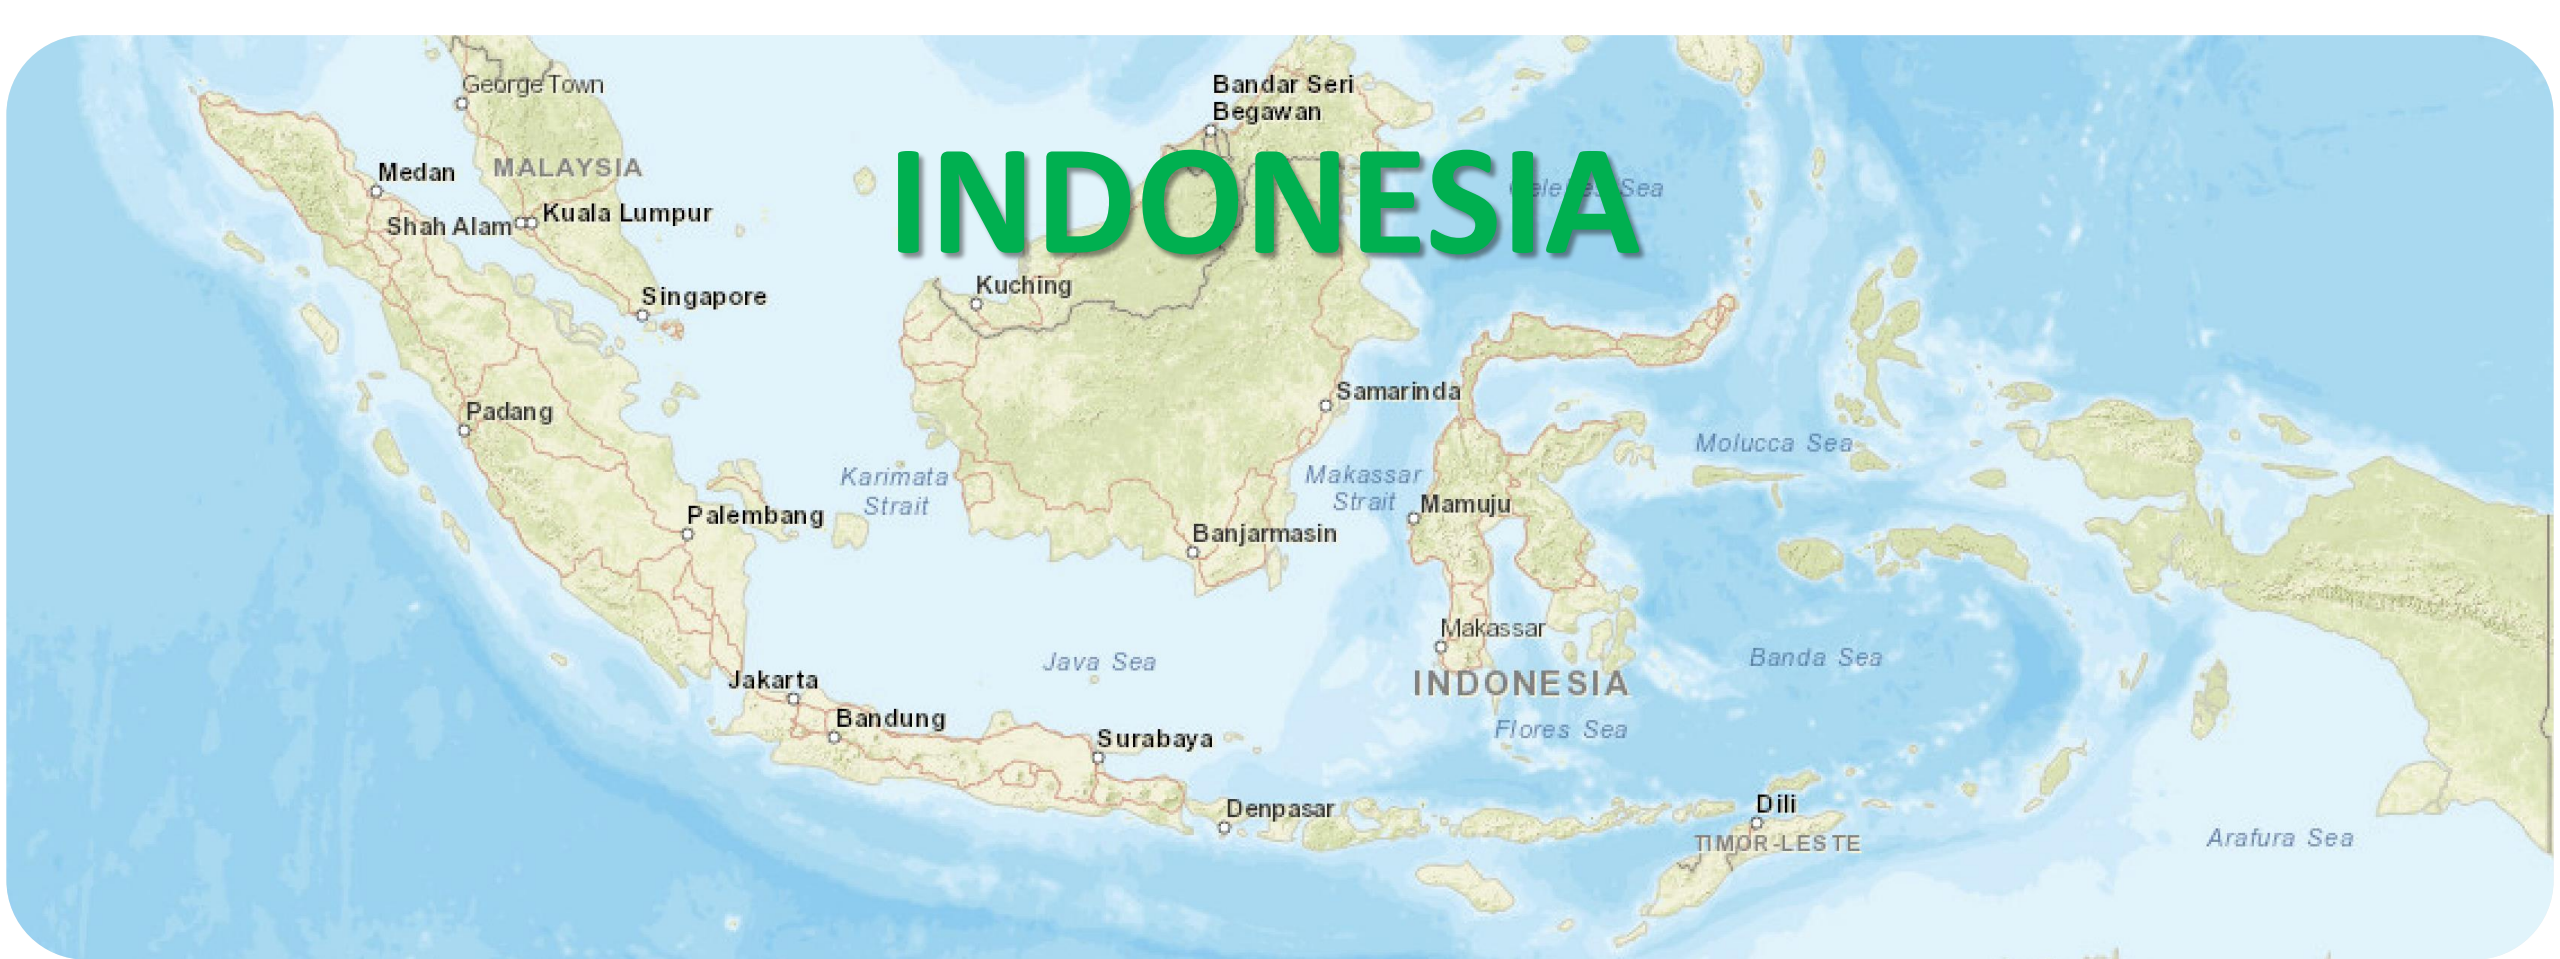 George Town
Bandar Seri
Begawan
INDONESIA
Medan
MALAYSIA
Celebes Sea
Shah Alam
Kuala Lumpur
Kuching
Singapore
Samarinda
Padang
Molucca Sea
Karimata
Strait
Makassar
Strait
Mamuju
Palembang
Banjarmasin
Makassar
Java Sea
Banda Sea
Jakarta
INDONESIA
Bandung
Flores Sea
Surabaya
Denpasar
Dili
TIMOR-LESTE
Arafura Sea